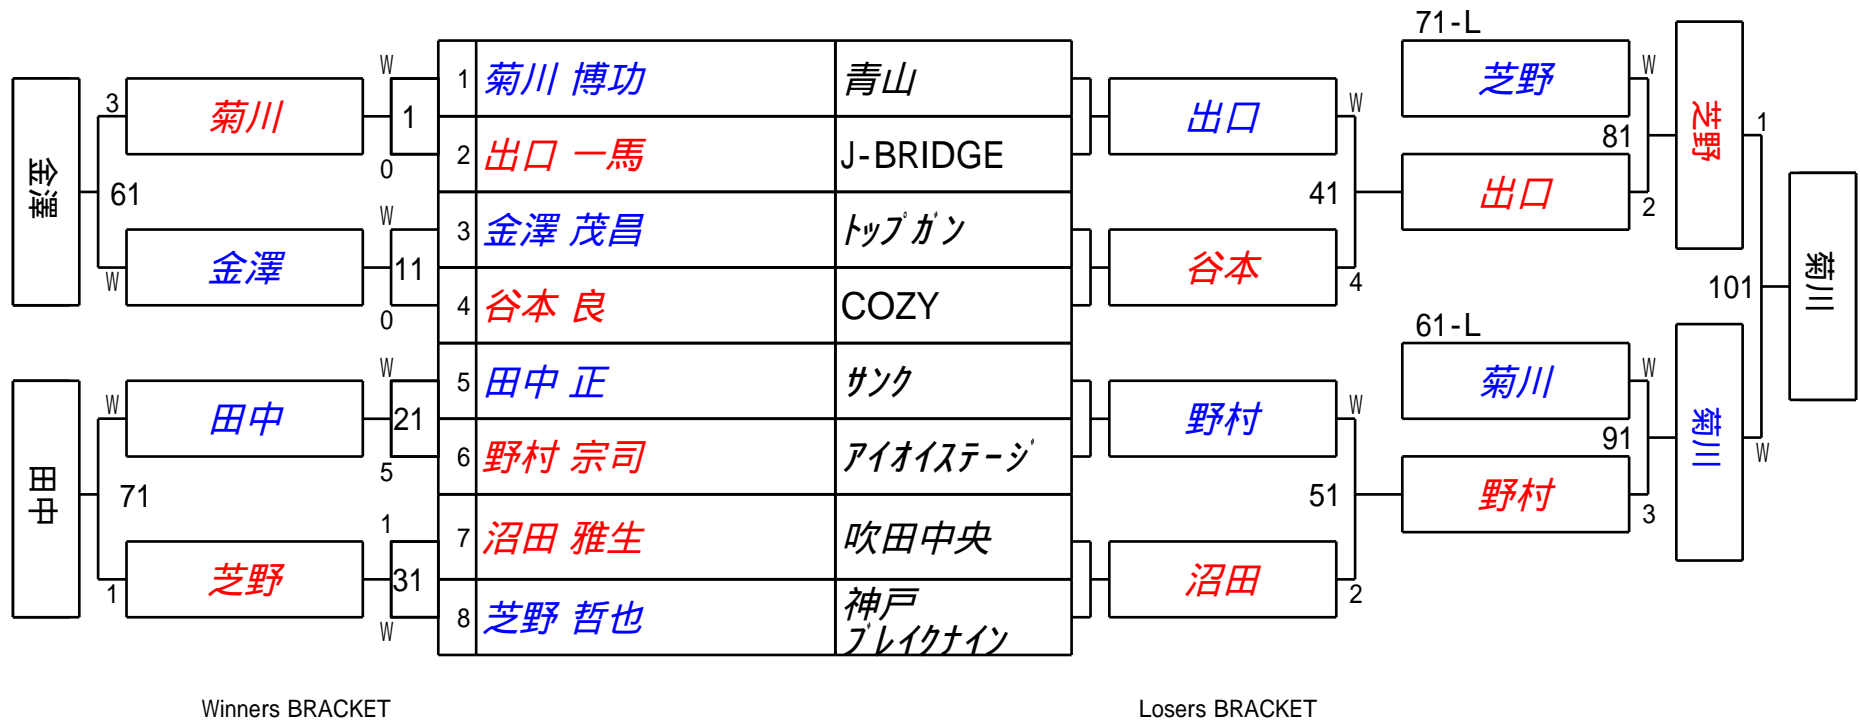 71-L
W
1 菊川 博功 青山
W
芝野
W
3
菊川
1
出口
W
芝野
1
2 出口 一馬 J-BRIDGE
81
0
金澤
61
41
出口
2
W
3 金澤 茂昌 トップガン
菊川
金澤
W
11
谷本
4
101
4 谷本 良 COZY
0
61-L
W
5 田中 正 サンク
菊川
W
W
田中
21
野村
W
菊川
W
6 野村 宗司 アイオイステージ
91
5
田中
71
51
野村
3
1
7 沼田 雅生 吹田中央
芝野
1
31
沼田
2
8 芝野 哲也 神戸
ブレイクナイン
W
Winners BRACKET
Losers BRACKET